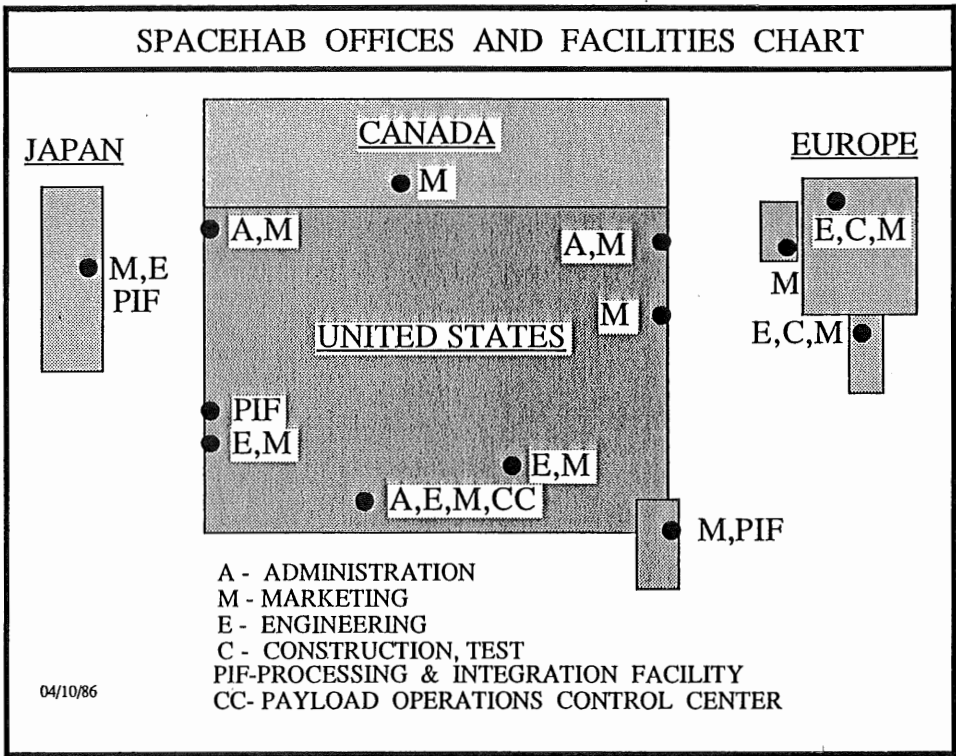 SPACEHAB OFFICES AND FACILITIES CHART
JAPAN
M,E
PIF
CANADA
M
A,M
A,M
M
UNITED STATES
PIF
E,M
E,M
A,E,M,CC
M,PIF
EUROPE
E,C,M
M
E,C,M
A - ADMINISTRATION
M - MARKETING
E - ENGINEERING
C - CONSTRUCTION, TEST
PIF-PROCESSING & INTEGRATION FACILITY
CC- PAYLOAD OPERATIONS CONTROL CENTER
04/10/86